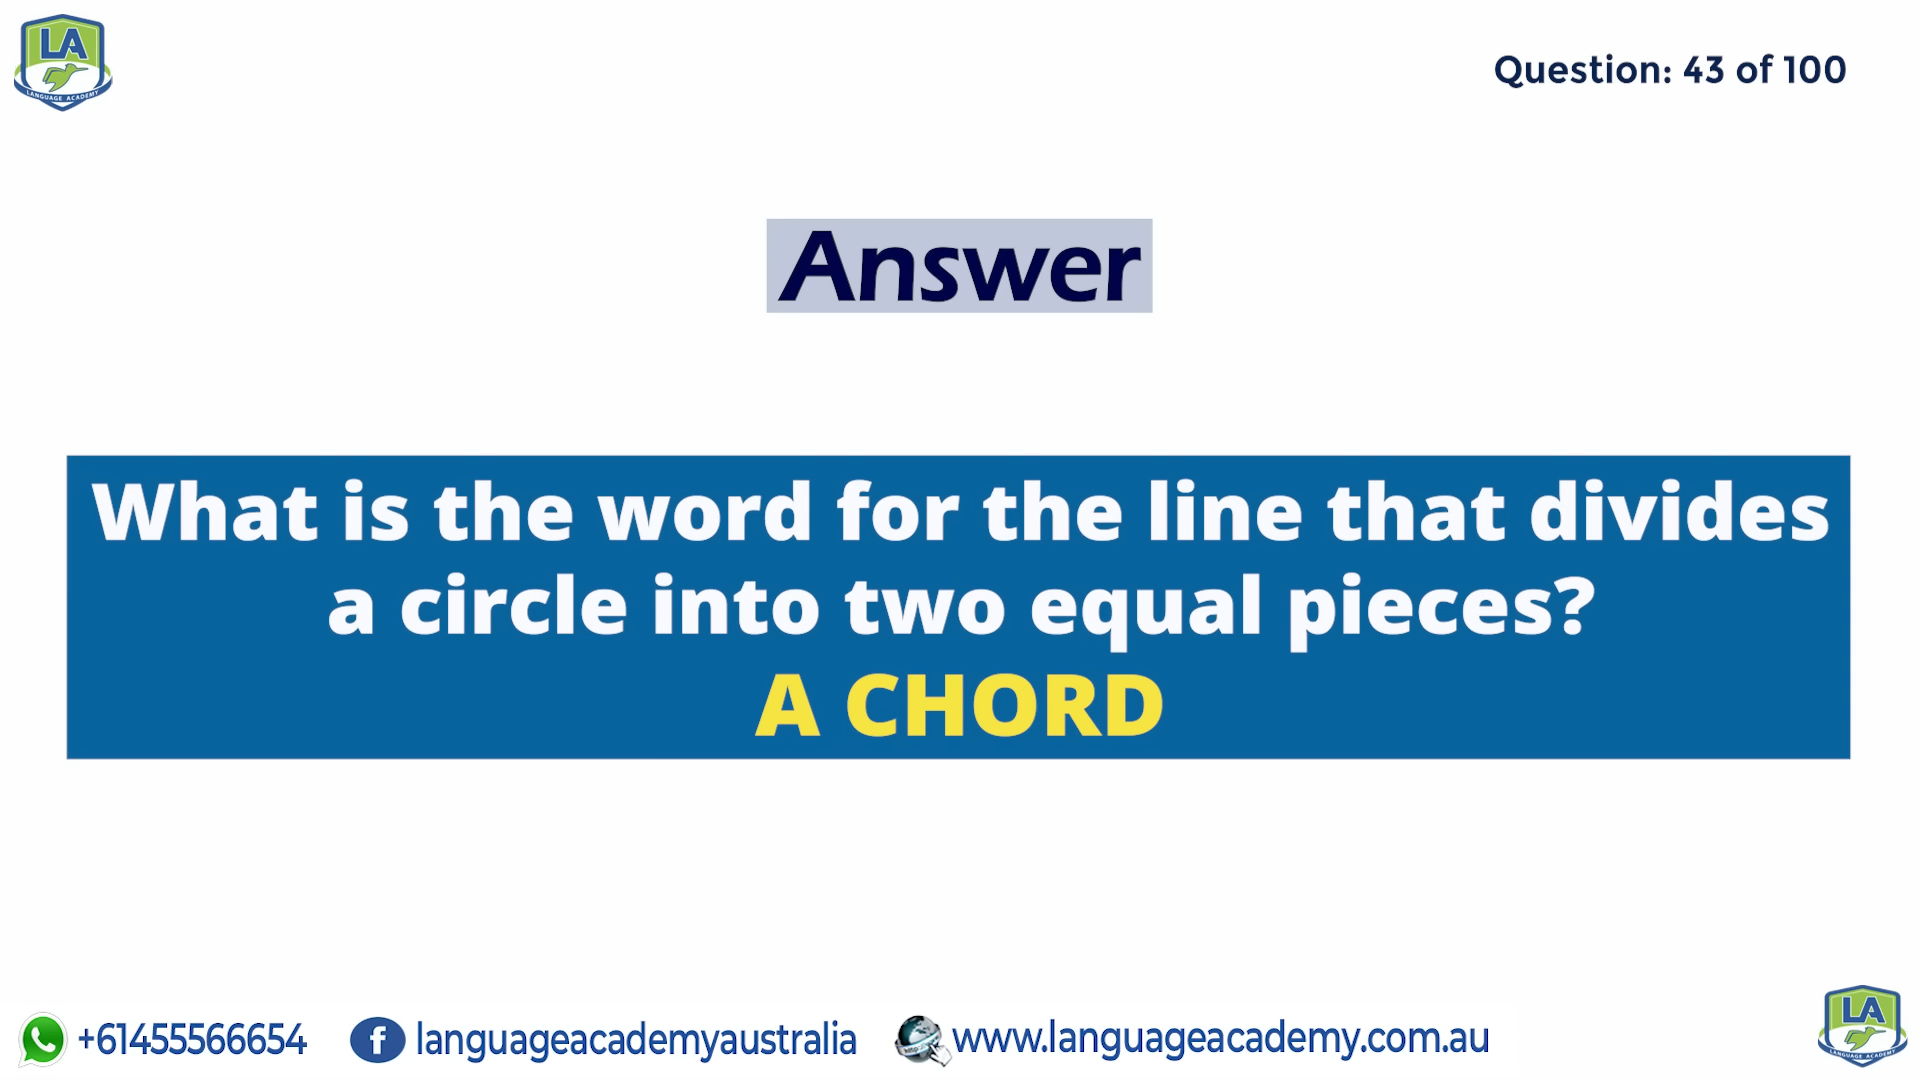 LA
LANGUAGE ACADEMY
Question: 43 of 100
Answer
What is the word for the line that divides
a circle into two equal pieces?
A CHORD
+61455566654
f
languageacademyaustralia
http
www.languageacademy.com.au
LA
LANGUAGE ACADEMY